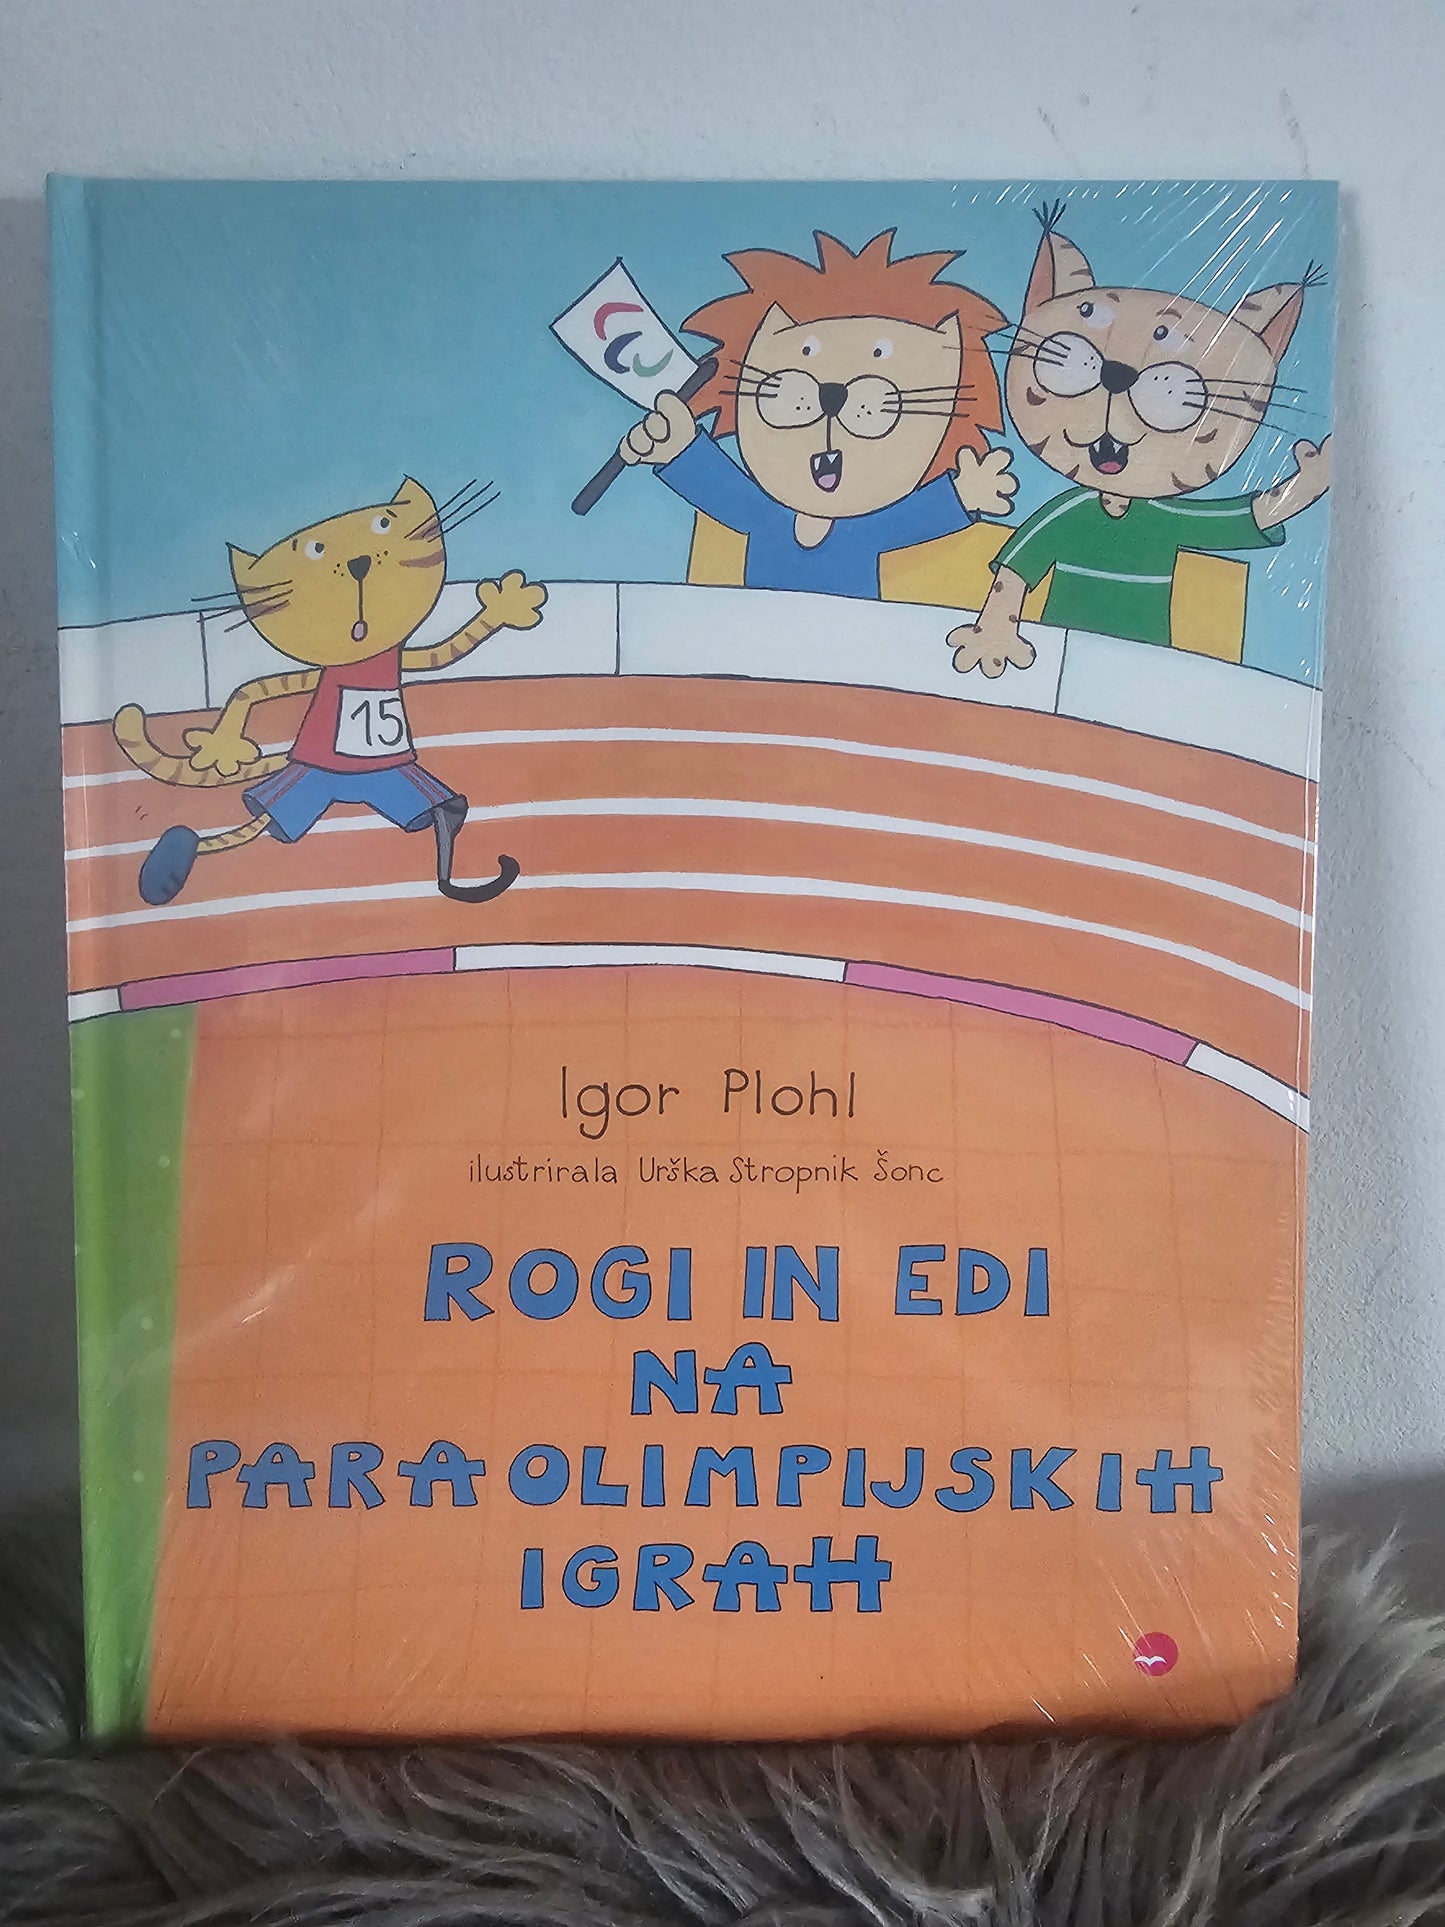 15
Igor Plohl
ilustrirala Urška Stropnik Šonc
ROGI IN EDI
NA
PARAOLIMPIJSKIH
IGRAH